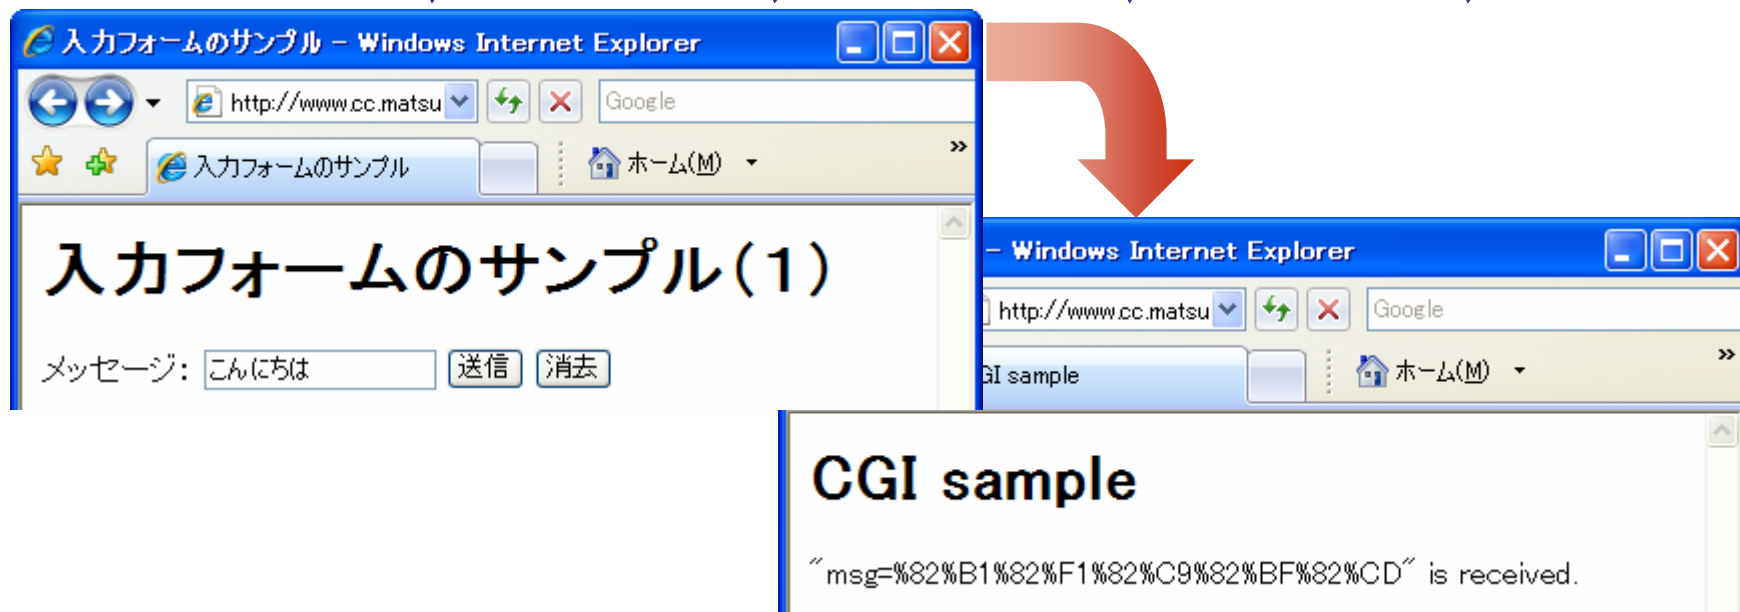 入力フォームのサンプル - Windows Internet Explorer
http://www.cc.matsu
Google
入力フォームのサンプル
ホーム(M)
»
入力フォームのサンプル(1)
メッセージ: こんにちは 送信 消去
- Windows Internet Explorer
http://www.cc.matsu
Google
GI sample
ホーム(M)
»
CGI sample
"msg=%82%B1%82%F1%82%C9%82%BF%82%CD" is received.